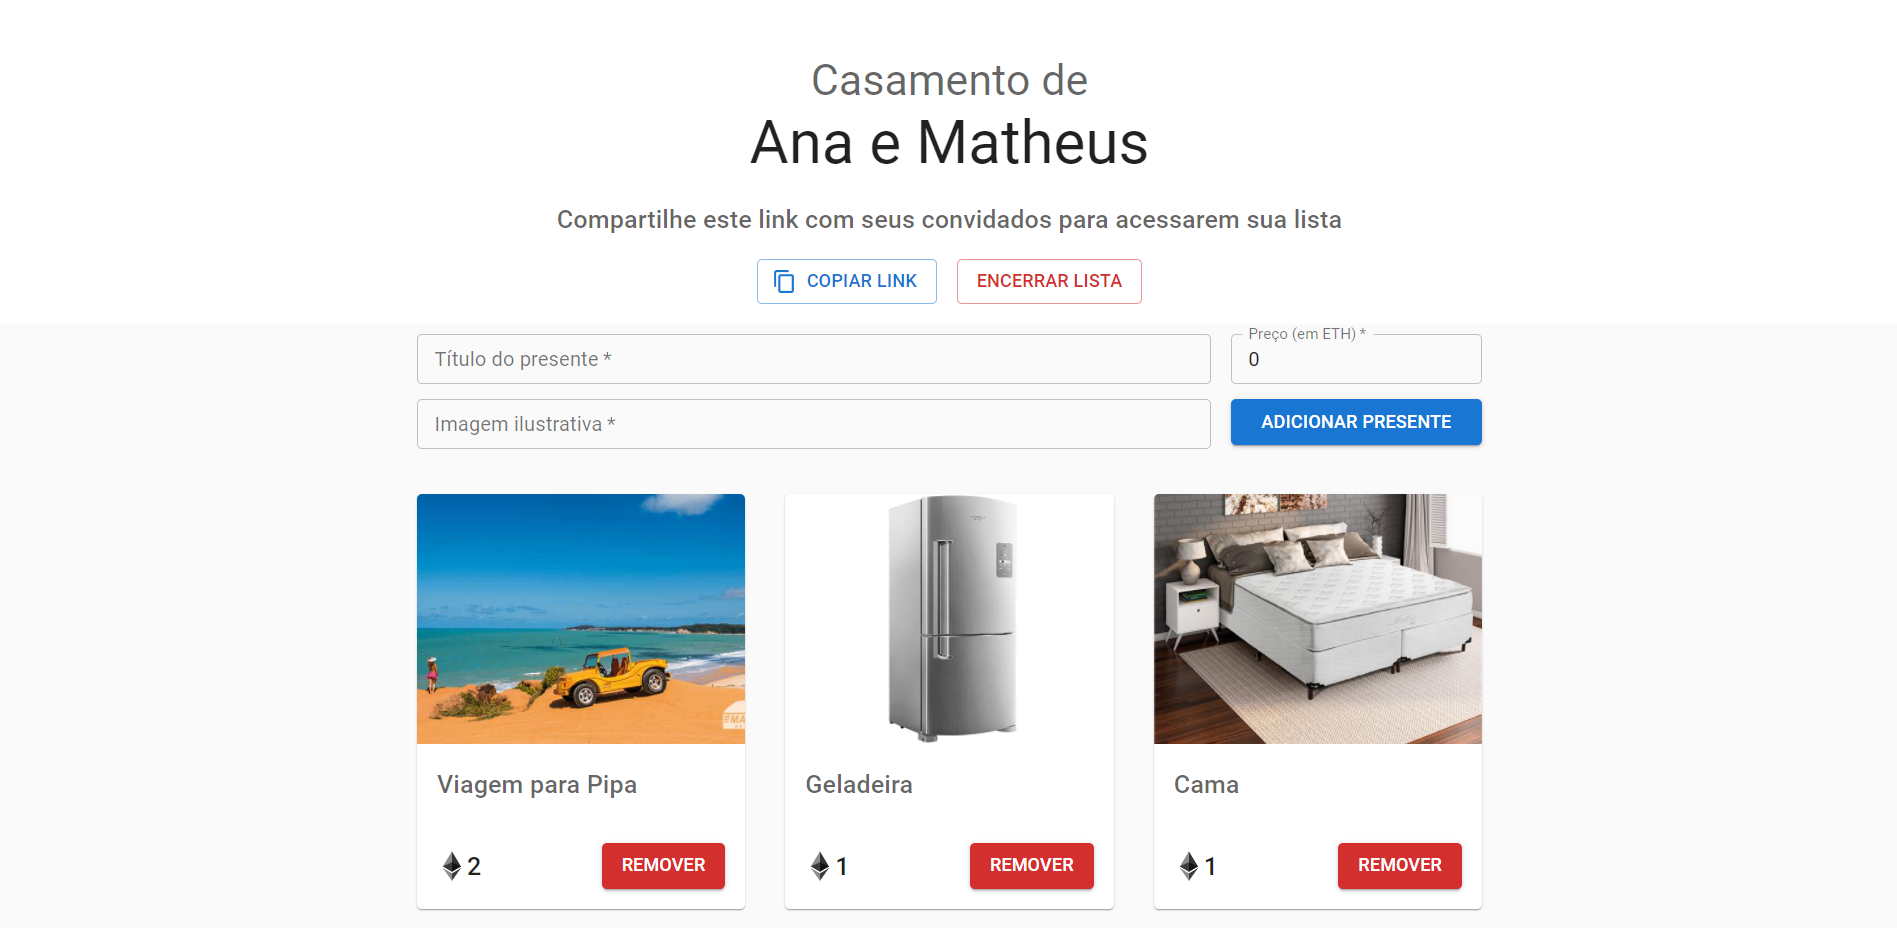 Casamento de
Ana e Matheus
Compartilhe este link com seus convidados para acessarem sua lista
COPIAR LINK
ENCERRAR LISTA
Título do presente *
Preço (em ETH) *
0
Imagem ilustrativa *
ADICIONAR PRESENTE
Viagem para Pipa
Geladeira
Cama
2
REMOVER
1
REMOVER
1
REMOVER